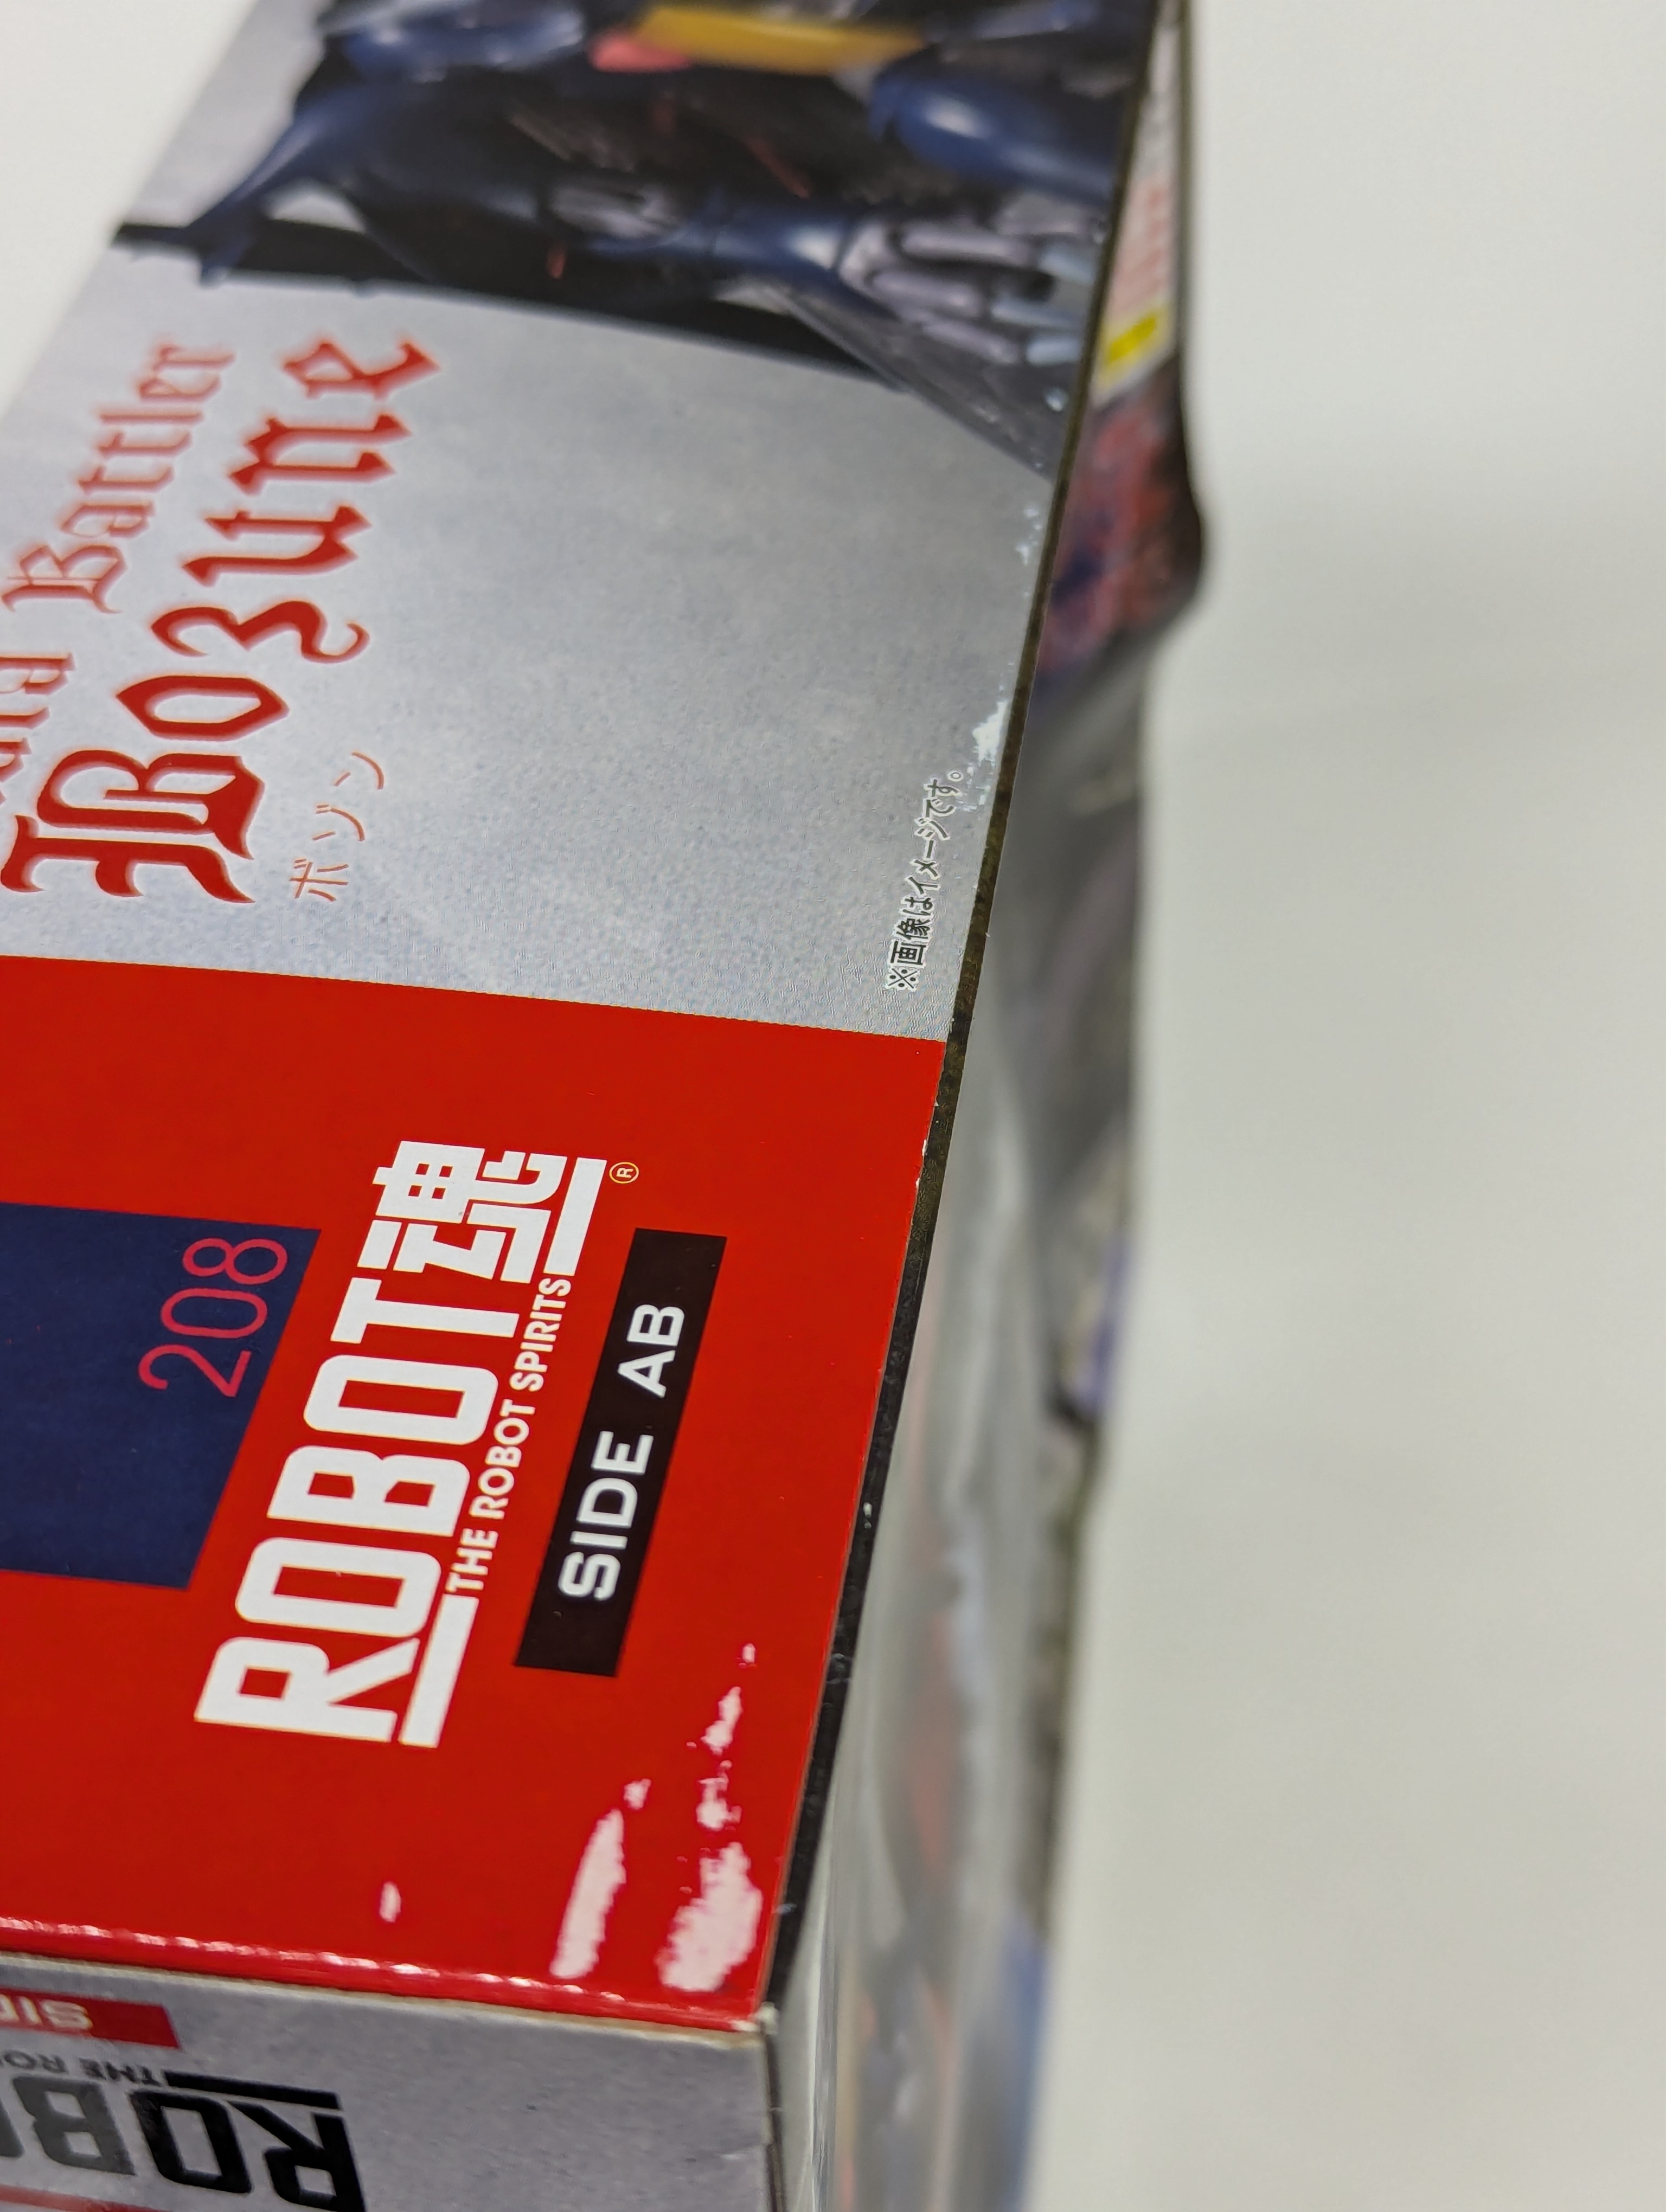 Battler
Bozune
ボゾン
※画像はイメージです。
208
ROBOT魂®
THE ROBOT SPIRITS
SIDE AB